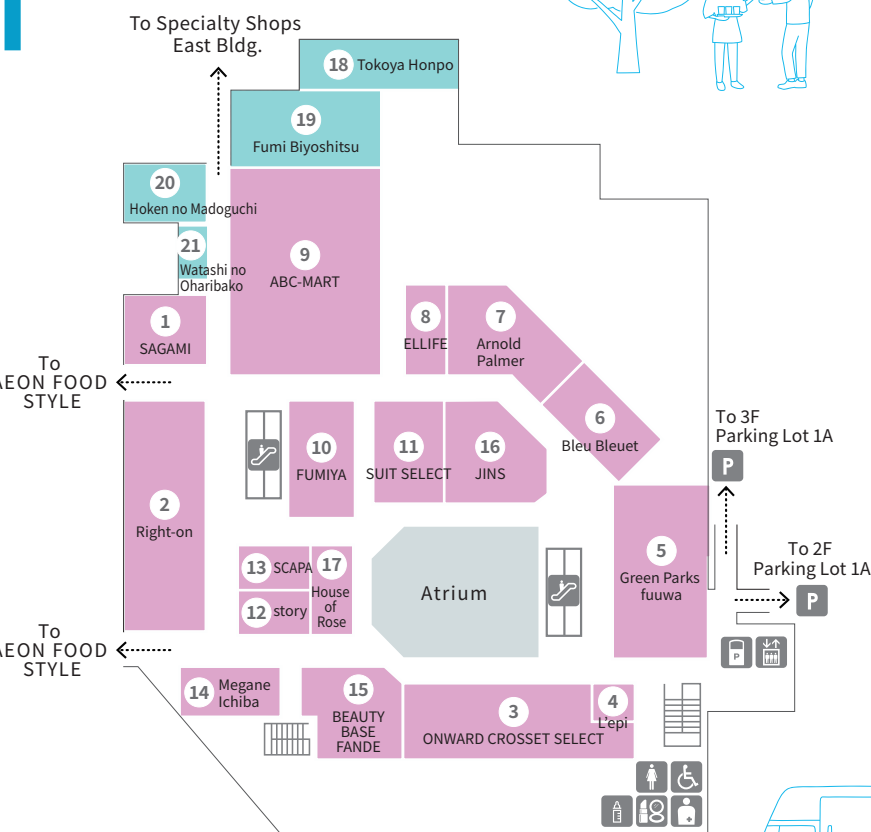 To Specialty Shops
East Bldg.
18 Tokoya Honpo
19
Fumi Biyoshitsu
20
Hoken no Madoguchi
21
Watashi no
Oharibako
9
ABC-MART
1
SAGAMI
8
ELLIFE
7
Arnold
Palmer
To
AEON FOOD
STYLE
6
Bleu Bleuet
To 3F
Parking Lot 1A
P
10
FUMIYA
11
SUIT SELECT
16
JINS
2
Right-on
5
Green Parks
fuuwa
To 2F
Parking Lot 1A
P
13 SCAPA
17
House
of
Rose
12 story
Atrium
To
AEON FOOD
STYLE
P
14 Megane
Ichiba
15
BEAUTY
BASE
FANDE
3
ONWARD CROSSET SELECT
4
L'epi